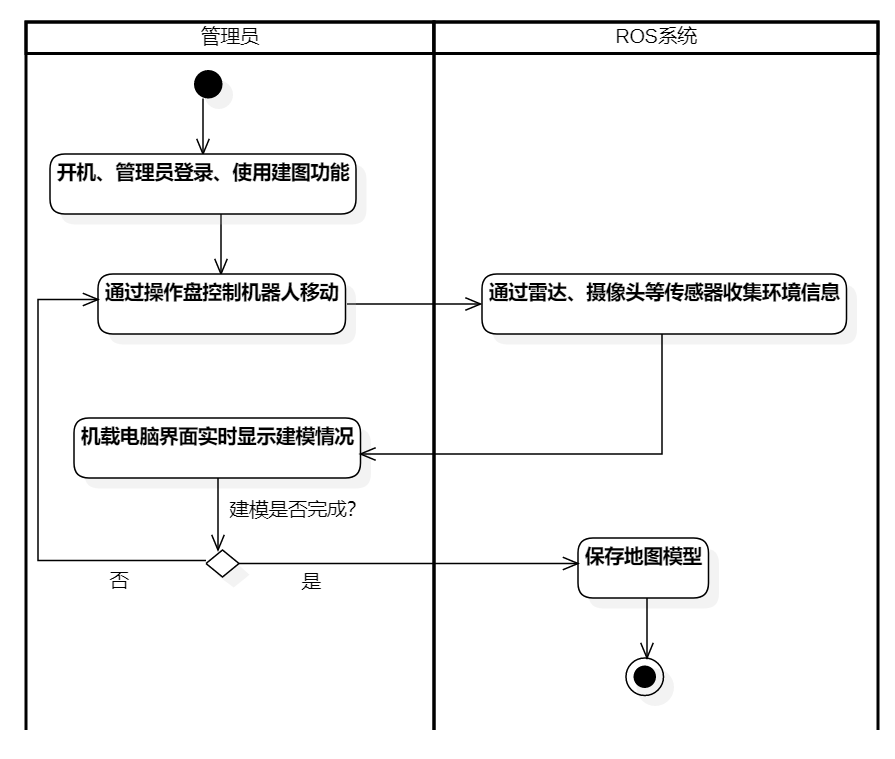 管理员
ROS系统
开机、管理员登录、使用建图功能
通过操作盘控制机器人移动
通过雷达、摄像头等传感器收集环境信息
机载电脑界面实时显示建模情况
建模是否完成?
保存地图模型
否
是